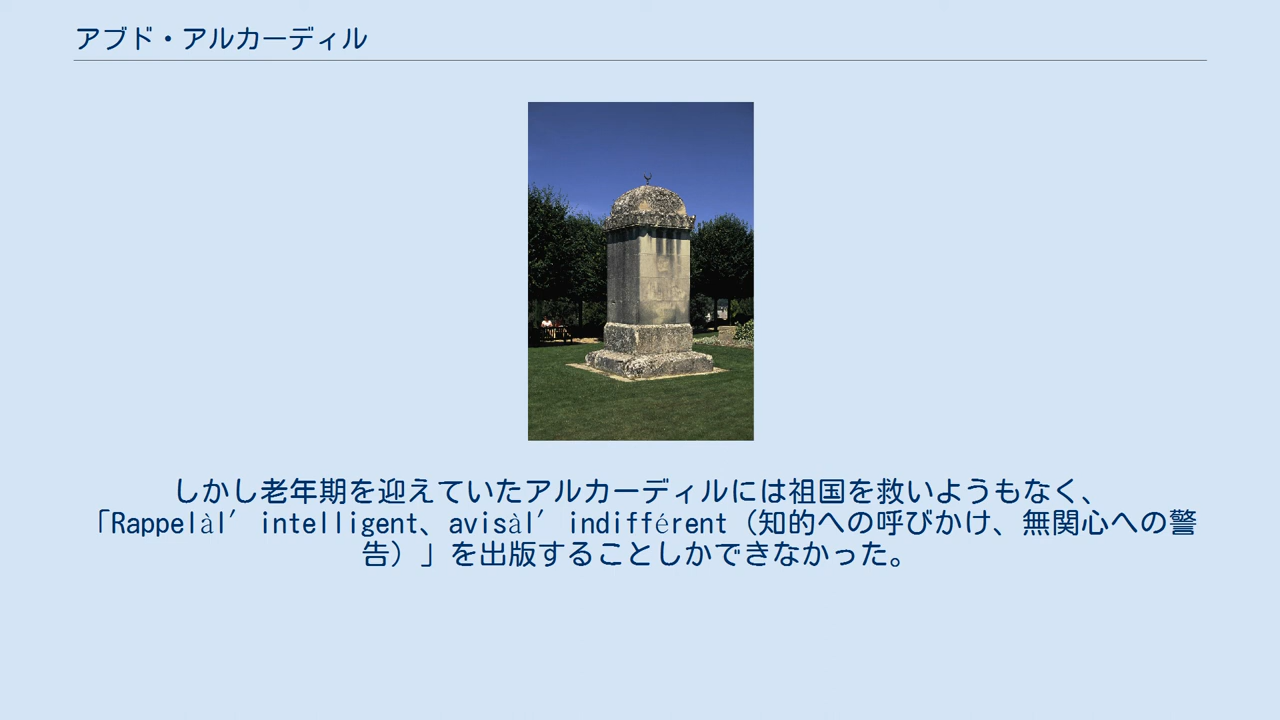 アブド・アルカーディル
しかし老年期を迎えていたアルカーディルには祖国を救いようもなく、
「Rappelàl′intelligent、avisàl′indifférent（知的への呼びかけ、無関心への警
告）」を出版することしかできなかった。